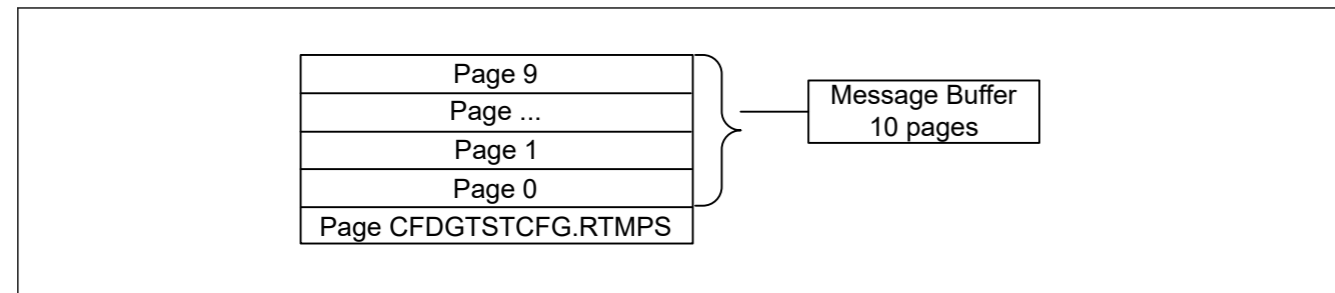 Page 9
Page ...
Page 1
Page 0
Page CFDGTSTCFG.RTMPS
Message Buffer
10 pages